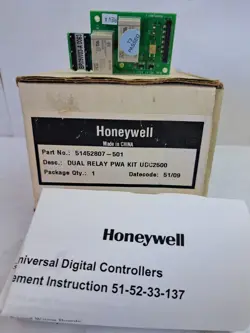 Honeywell
Made in CHINA
Part No.: 51452807-501
Desc.: DUAL RELAY PWA KIT UDC2500
Package Qty.: 1 Datecode: 51/09
Honeywell
niversal Digital Controllers
ement Instruction 51-52-33-137